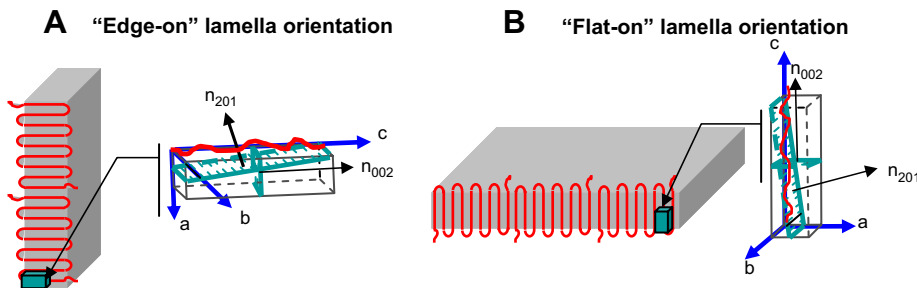 A “Edge-on” lamella orientation
n201
c
n002
a
b
B “Flat-on” lamella orientation
c
n002
n201
a
b